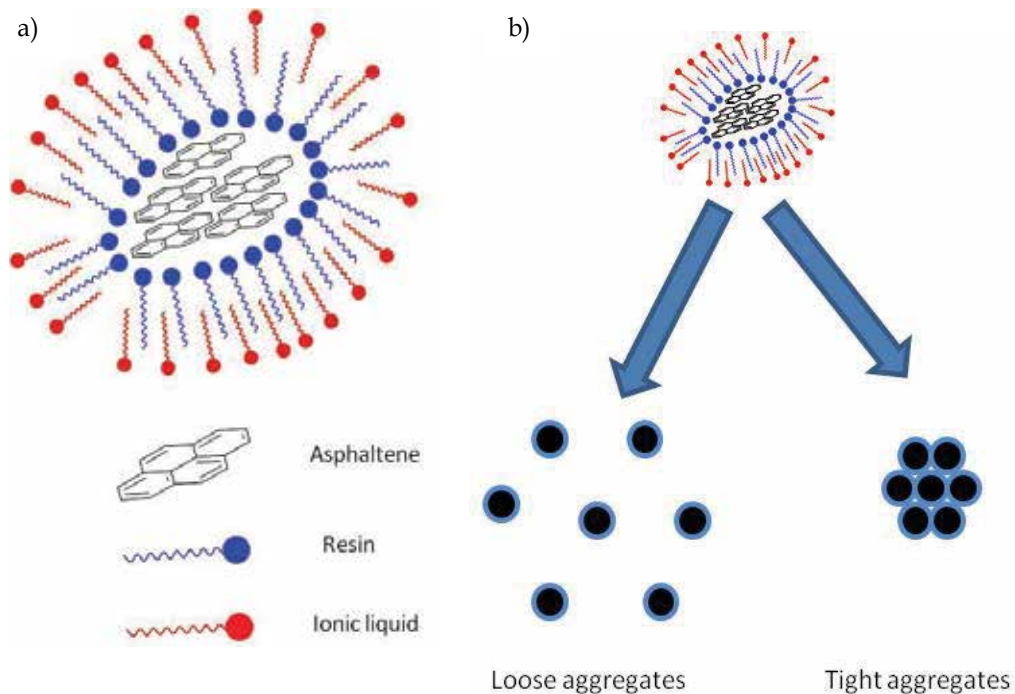 a)
b)
Asphaltene
Resin
Ionic liquid
Loose aggregates
Tight aggregates